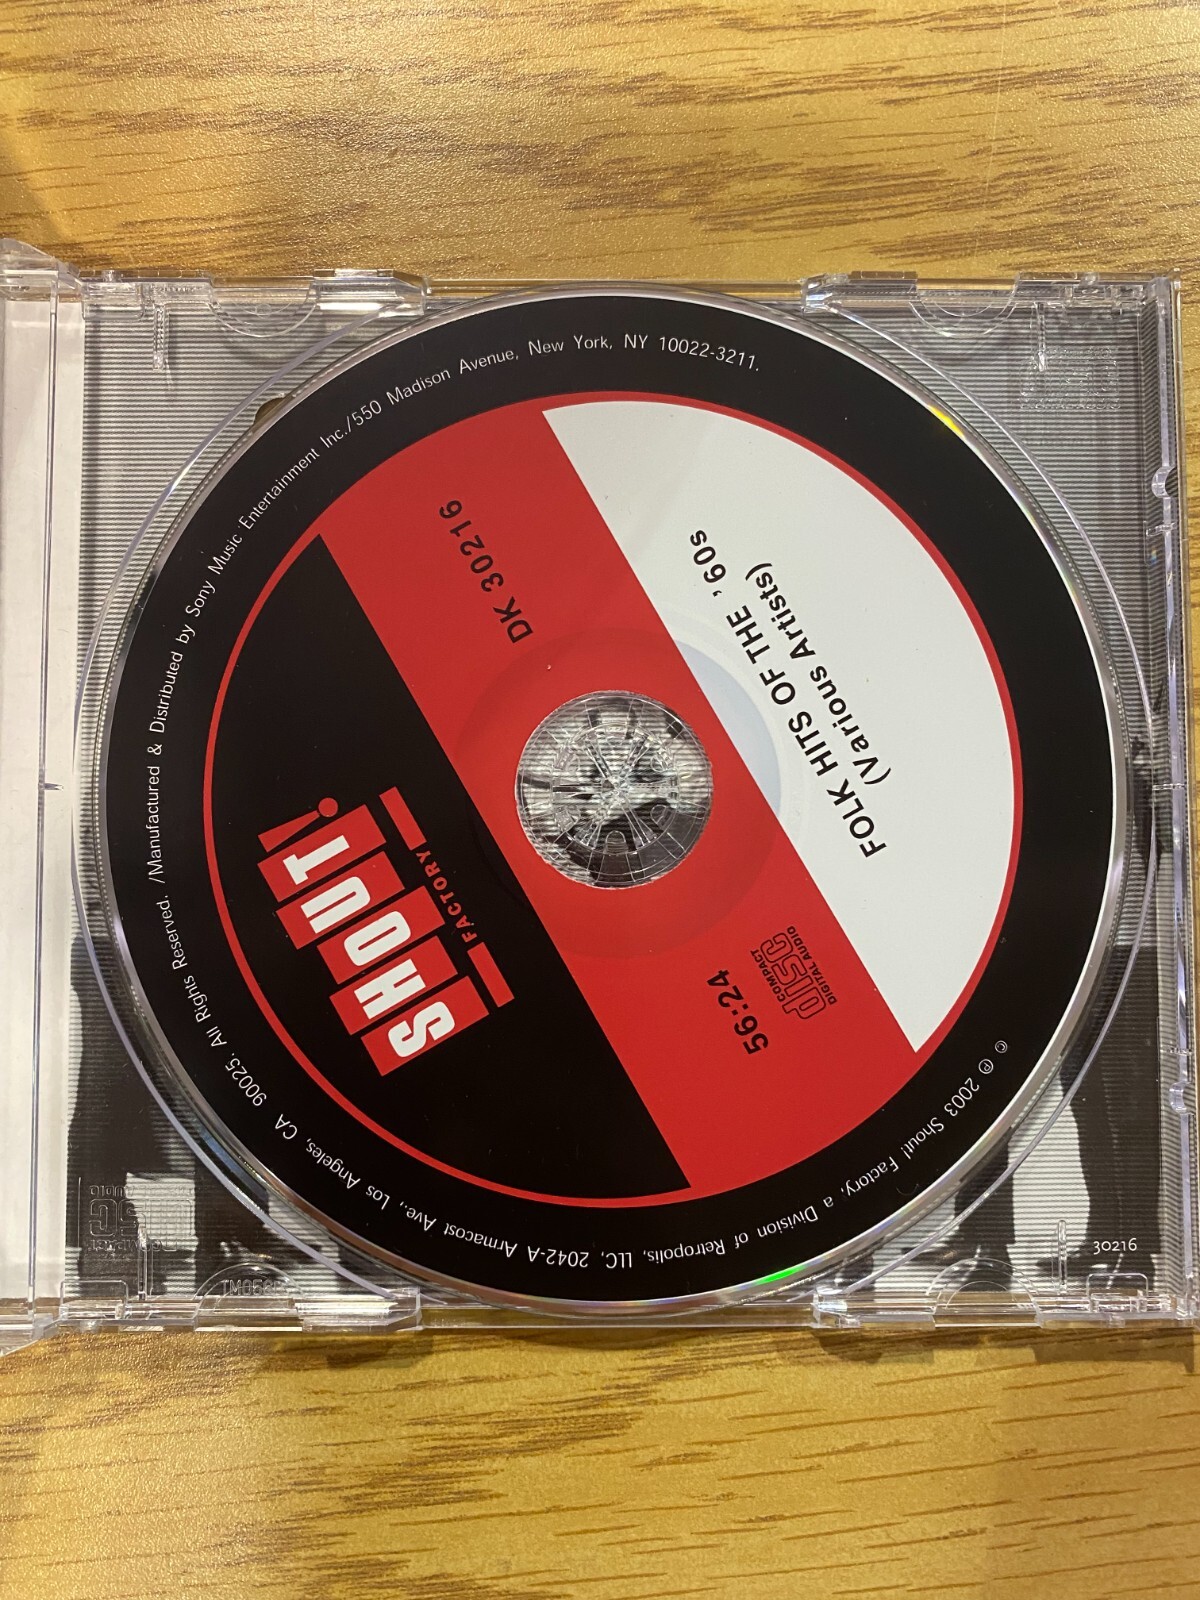 FOLK HITS OF THE '60s
(Various Artists)
DK 30216
56:24
COMPACT
disc
DIGITAL AUDIO
SHOUT!
FACTORY
℗ © 2003 Shout! Factory, a Division of Retropolis, LLC, 2042-A Armacost Ave., Los Angeles, CA 90025. All Rights Reserved. /Manufactured & Distributed by Sony Music Entertainment Inc./550 Madison Avenue, New York, NY 10022-3211.
30216